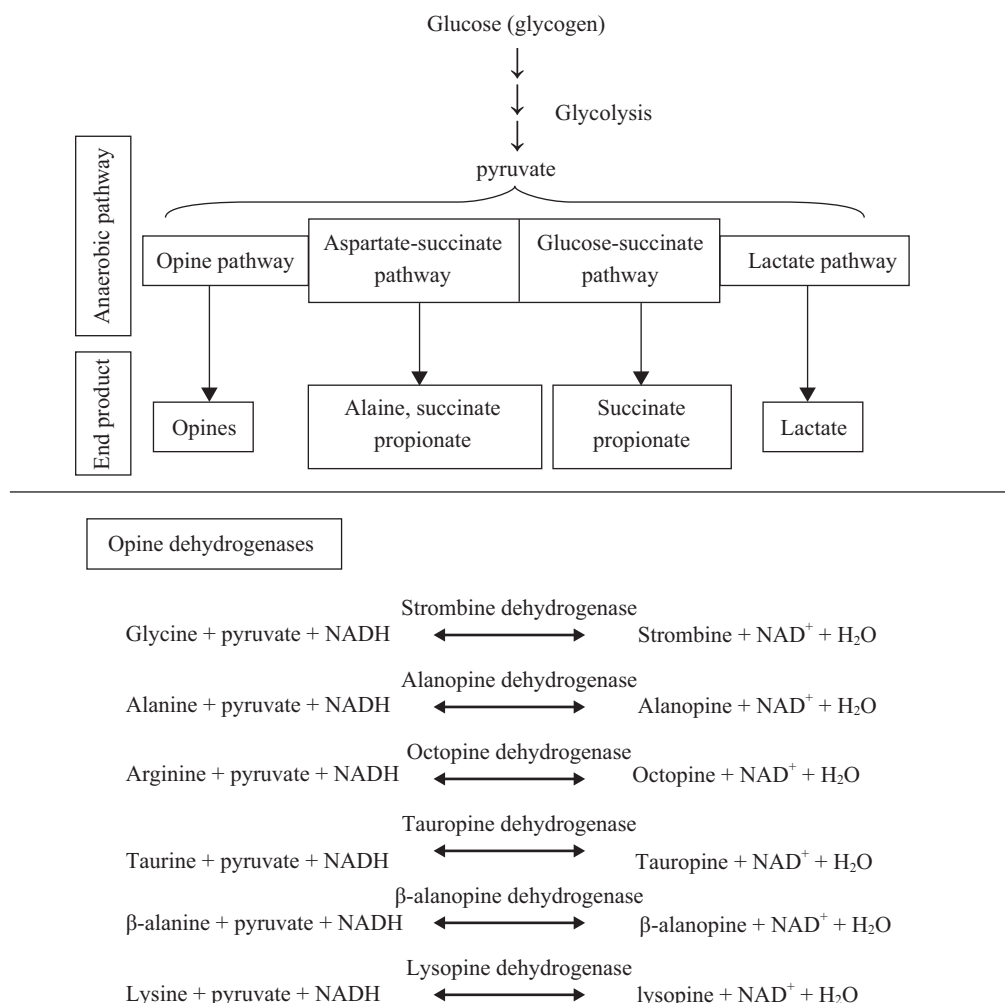 Glucose (glycogen)
Glycolysis
pyruvate
Anaerobic pathway
Opine pathway
Aspartate-succinate
pathway
Glucose-succinate
pathway
Lactate pathway
End product
Opines
Alaine, succinate
propionate
Succinate
propionate
Lactate
Opine dehydrogenases
Strombine dehydrogenase
Glycine + pyruvate + NADH Strombine + NAD⁺ + H₂O
Alanopine dehydrogenase
Alanine + pyruvate + NADH Alanopine + NAD⁺ + H₂O
Octopine dehydrogenase
Arginine + pyruvate + NADH Octopine + NAD⁺ + H₂O
Tauropine dehydrogenase
Taurine + pyruvate + NADH Tauropine + NAD⁺ + H₂O
β-alanopine dehydrogenase
β-alanine + pyruvate + NADH β-alanopine + NAD⁺ + H₂O
Lysopine dehydrogenase
Lysine + pyruvate + NADH lysopine + NAD⁺ + H₂O